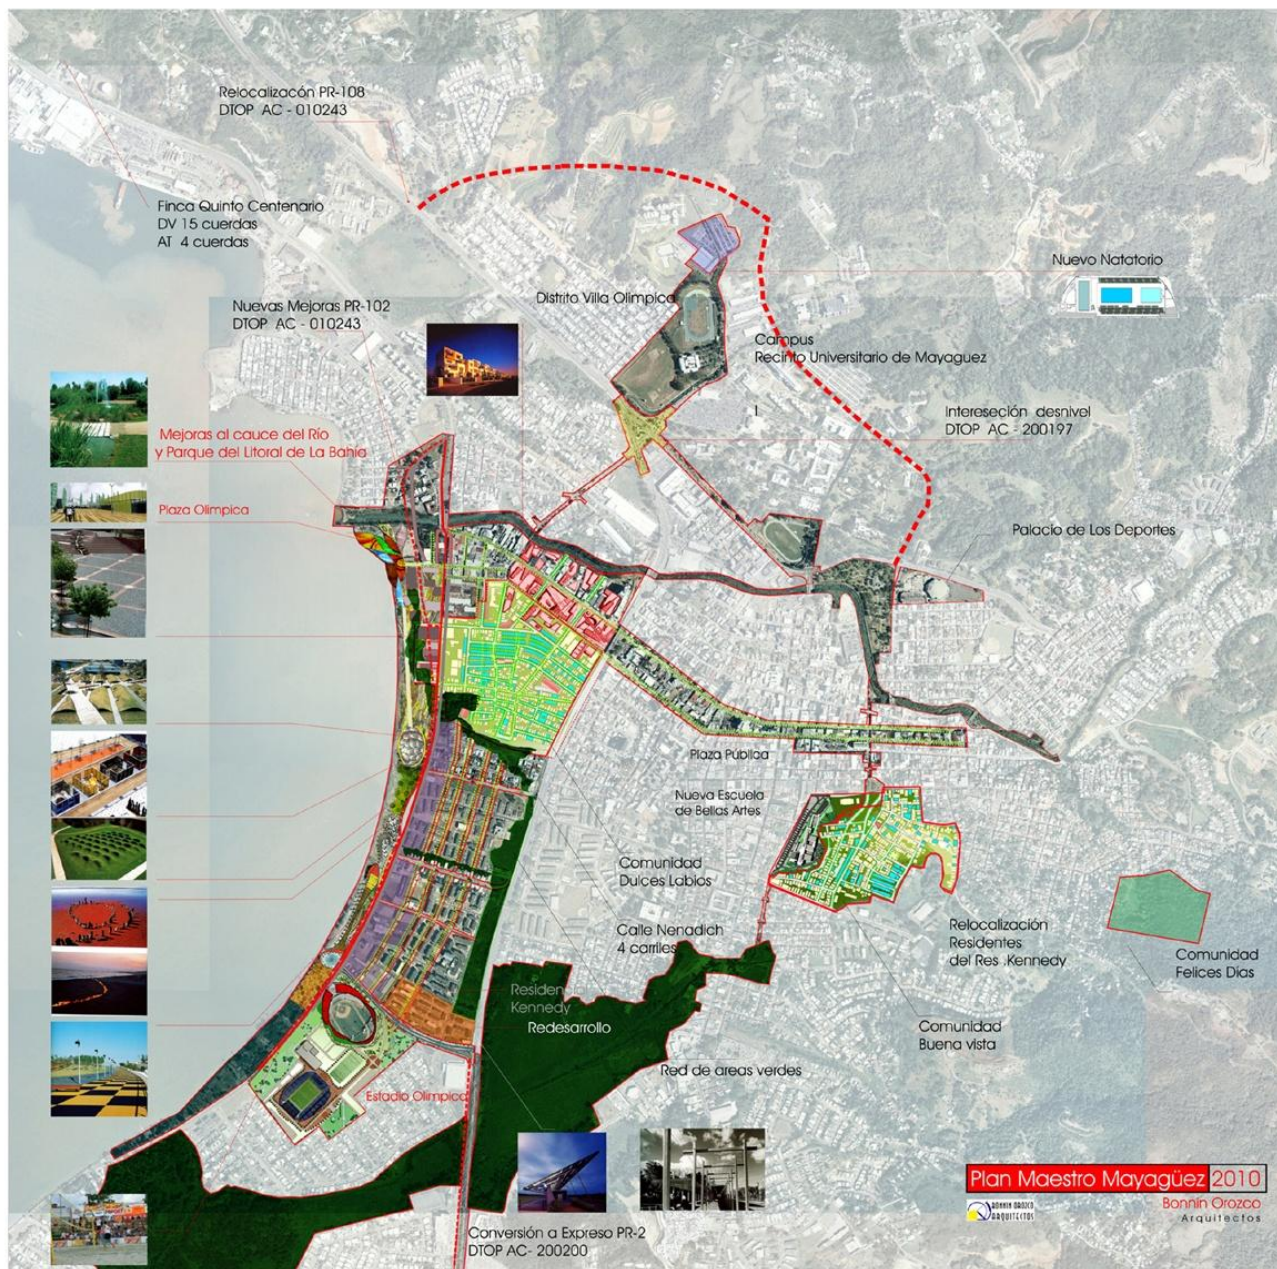 Relocalizacón PR-108
DTOP AC - 010243
Finca Quinto Centenario
DV 15 cuerdas
AT 4 cuerdas
Nuevo Natatorio
Nuevas Mejoras PR-102
DTOP AC - 010243
Distrito Villa Olimpica
Campus
Recinto Universitario de Mayaguez
Intereseción desnivel
DTOP AC - 200197
Mejoras al cauce del Río
y Parque del Litoral de La Bahia
Plaza Olimpica
Palacio de Los Deportes
Plaza Pública
Nueva Escuela
de Bellas Artes
Comunidad
Dulces Labios
Calle Nenadich
4 carriles
Relocalización
Residentes
del Res .Kennedy
Comunidad
Felices Dias
Kennedy
Redesarrollo
Comunidad
Buena vista
Red de areas verdes
Estadio Olimpica
Conversión a Expreso PR-2
DTOP AC- 200200
Plan Maestro Mayagüez 2010
BONNIN OROZCO
ARQUITECTOS
Bonnin Orozco
Arquitectos